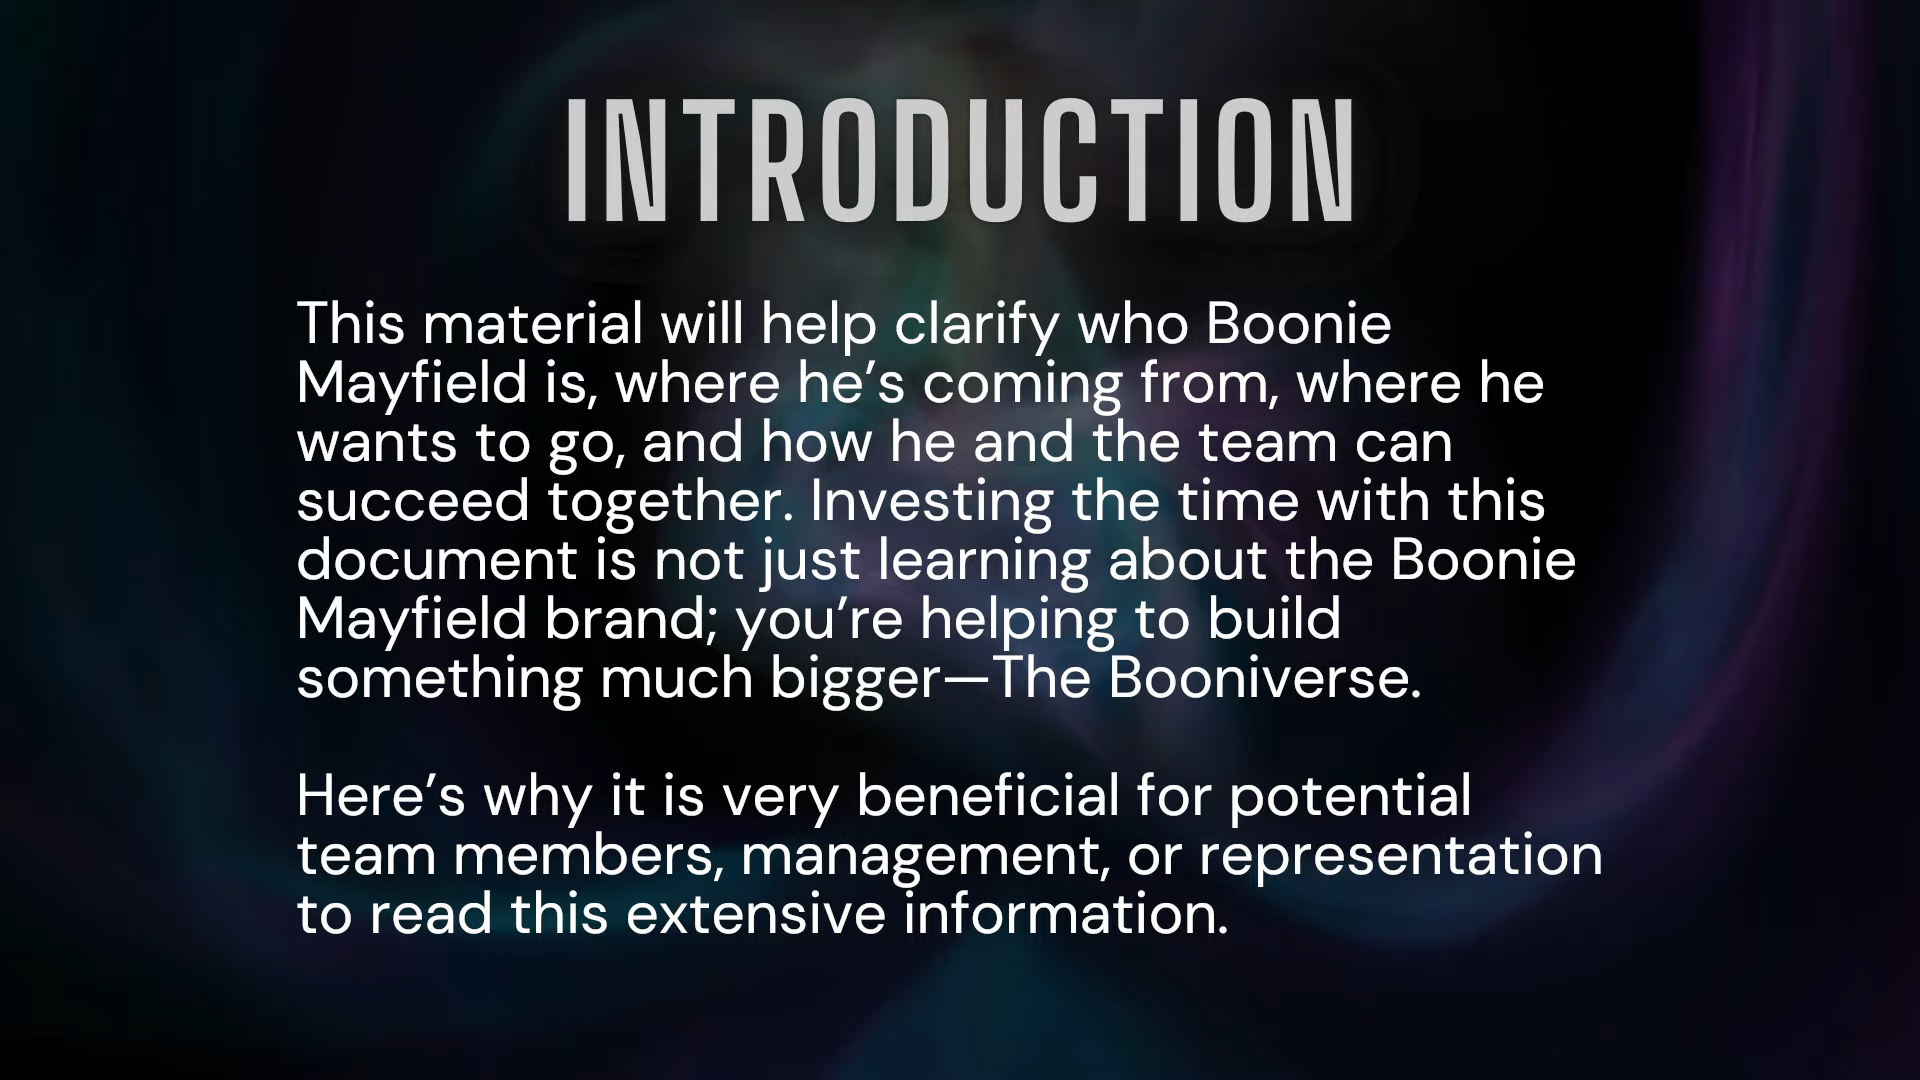 INTRODUCTION
This material will help clarify who Boonie
Mayfield is, where he’s coming from, where he
wants to go, and how he and the team can
succeed together. Investing the time with this
document is not just learning about the Boonie
Mayfield brand; you’re helping to build
something much bigger—The Booniverse.
Here’s why it is very beneficial for potential
team members, management, or representation
to read this extensive information.